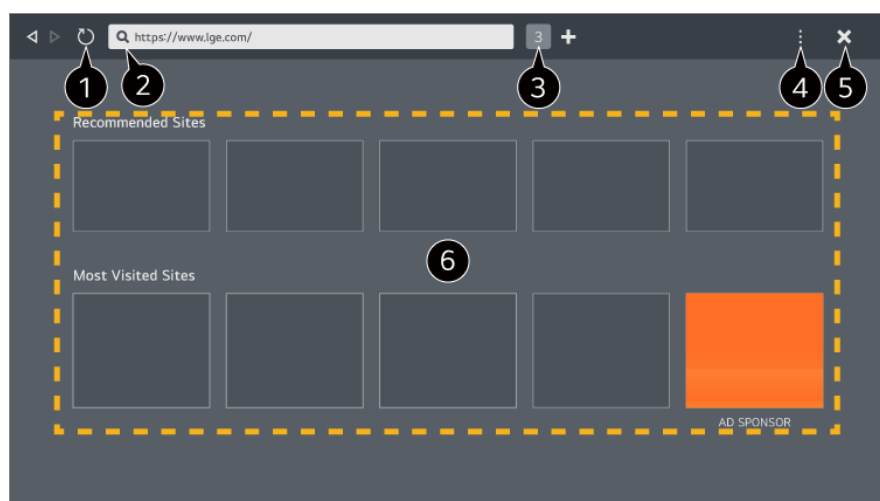 https://www.lge.com/ 3
1 2 3 4 5
Recommended Sites
6
Most Visited Sites
AD SPONSOR